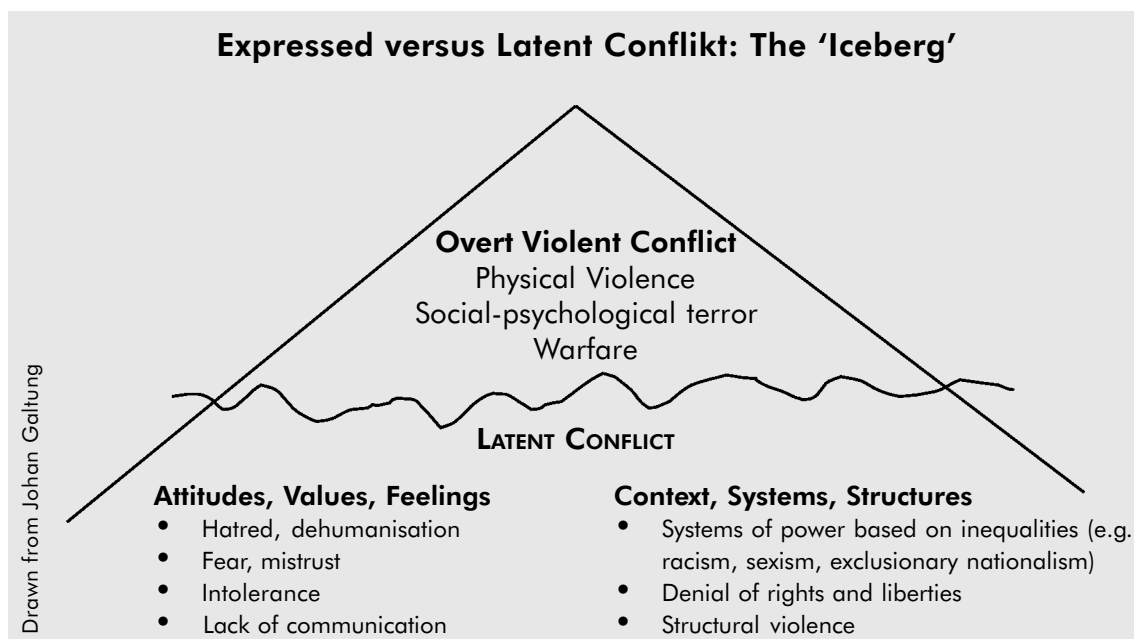 Expressed versus Latent Conflikt: The ‘Iceberg’
Overt Violent Conflict
Physical Violence
Social-psychological terror
Warfare
LATENT CONFLICT
Attitudes, Values, Feelings
• Hatred, dehumanisation
• Fear, mistrust
• Intolerance
• Lack of communication
Context, Systems, Structures
• Systems of power based on inequalities (e.g.
racism, sexism, exclusionary nationalism)
• Denial of rights and liberties
• Structural violence
Drawn from Johan Galtung